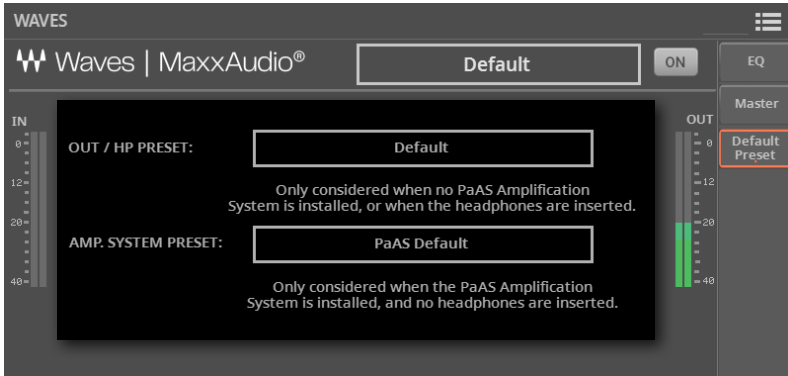 WAVES
Waves | MaxxAudio®
Default
ON
EQ
Master
Default
Preset
IN
0
12
20
40
OUT
0
12
20
40
OUT / HP PRESET:
Default
Only considered when no PaAS Amplification
System is installed, or when the headphones are inserted.
AMP. SYSTEM PRESET:
PaAS Default
Only considered when the PaAS Amplification
System is installed, and no headphones are inserted.